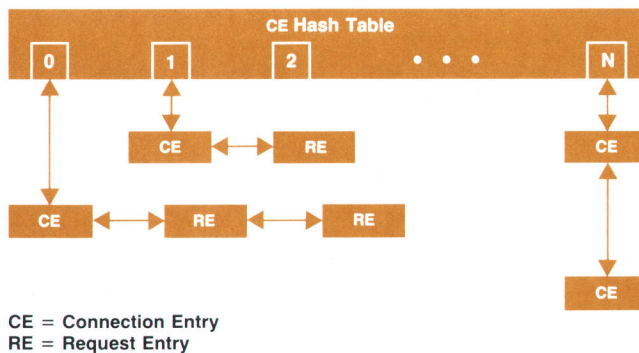 CE Hash Table
0 1 2 • • • N
CE RE CE
CE RE RE
CE
CE = Connection Entry
RE = Request Entry